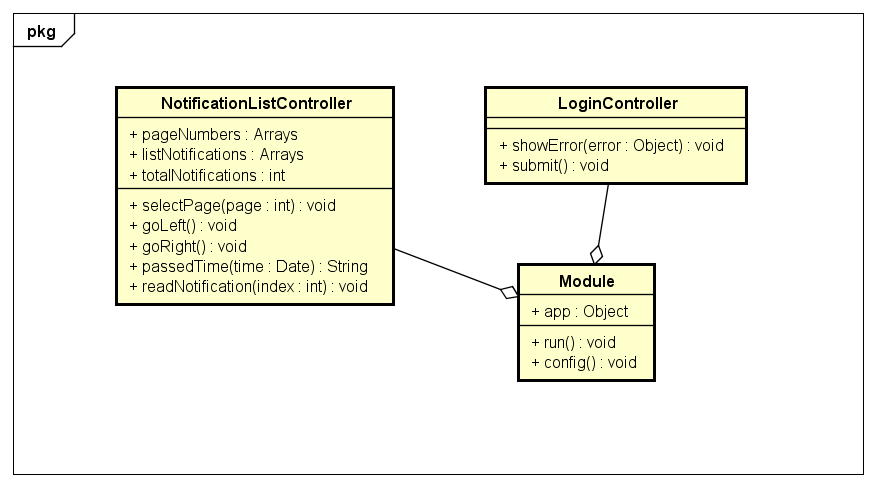 pkg
NotificationListController
+ pageNumbers : Arrays
+ listNotifications : Arrays
+ totalNotifications : int
+ selectPage(page : int) : void
+ goLeft() : void
+ goRight() : void
+ passedTime(time : Date) : String
+ readNotification(index : int) : void
LoginController
+ showError(error : Object) : void
+ submit() : void
Module
+ app : Object
+ run() : void
+ config() : void